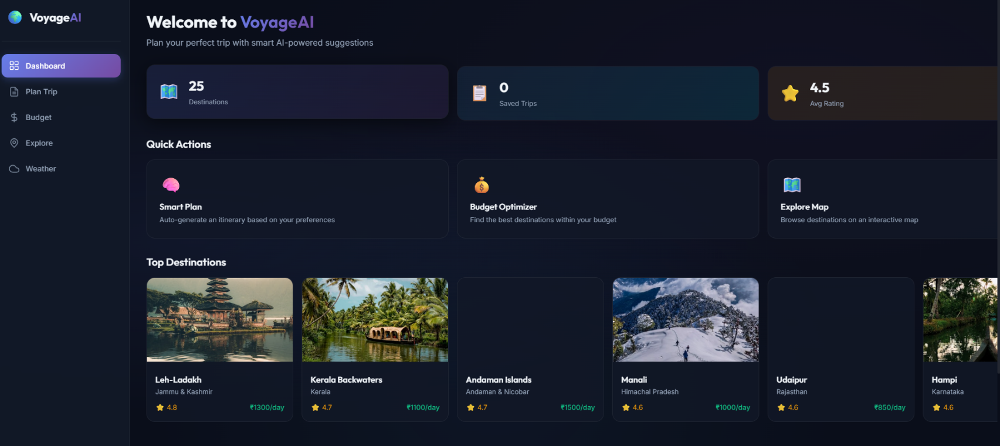 VoyageAI
Dashboard
Plan Trip
Budget
Explore
Weather
Welcome to VoyageAI
Plan your perfect trip with smart AI-powered suggestions
25
Destinations
0
Saved Trips
4.5
Avg Rating
Quick Actions
Smart Plan
Auto-generate an itinerary based on your preferences
Budget Optimizer
Find the best destinations within your budget
Explore Map
Browse destinations on an interactive map
Top Destinations
Leh-Ladakh
Jammu & Kashmir
4.8 ₹1300/day
Kerala Backwaters
Kerala
4.7 ₹1100/day
Andaman Islands
Andaman & Nicobar
4.7 ₹1500/day
Manali
Himachal Pradesh
4.6 ₹1000/day
Udaipur
Rajasthan
4.6 ₹850/day
Hampi
Karnataka
4.6